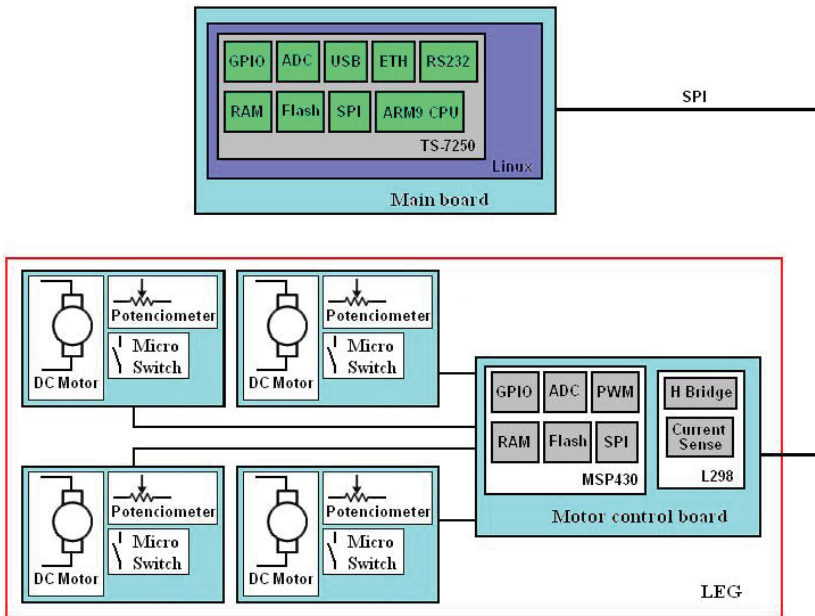 GPIO ADC USB ETH RS232
RAM Flash SPI ARM9 CPU
TS-7250
Linux
Main board
SPI
Potenciometer
Micro
Switch
DC Motor
Potenciometer
Micro
Switch
DC Motor
GPIO ADC PWM
RAM Flash SPI
MSP430
H Bridge
Current
Sense
L298
Motor control board
Potenciometer
Micro
Switch
DC Motor
Potenciometer
Micro
Switch
DC Motor
LEG